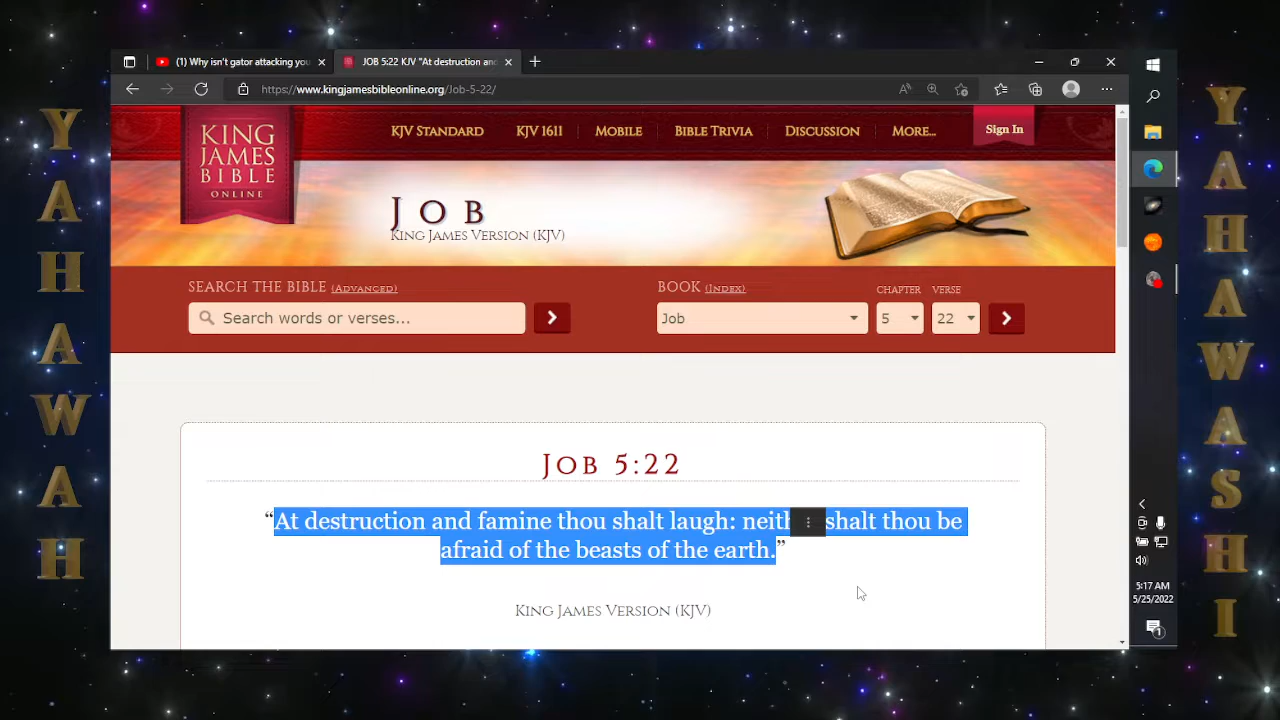 YAHAWAH
(1) Why isn't gator attacking you
JOB 5:22 KJV "At destruction and
https://www.kingjamesbibleonline.org/Job-5-22/
KING
JAMES
BIBLE
ONLINE
KJV STANDARD
KJV 1611
MOBILE
BIBLE TRIVIA
DISCUSSION
MORE...
Sign In
JOB
KING JAMES VERSION (KJV)
SEARCH THE BIBLE (ADVANCED)
BOOK (INDEX)
CHAPTER
VERSE
Search words or verses...
Job
5
22
JOB 5:22
“At destruction and famine thou shalt laugh: neith shalt thou be
afraid of the beasts of the earth.”
KING JAMES VERSION (KJV)
5:17 AM
5/25/2022
1
YAHAWASHI